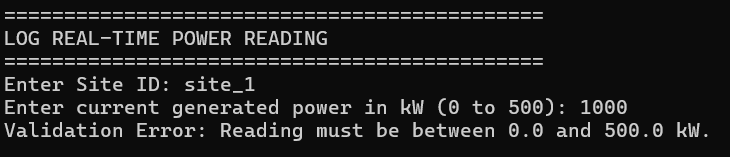 ==========================================
LOG REAL-TIME POWER READING
==========================================
Enter Site ID: site_1
Enter current generated power in kW (0 to 500): 1000
Validation Error: Reading must be between 0.0 and 500.0 kW.